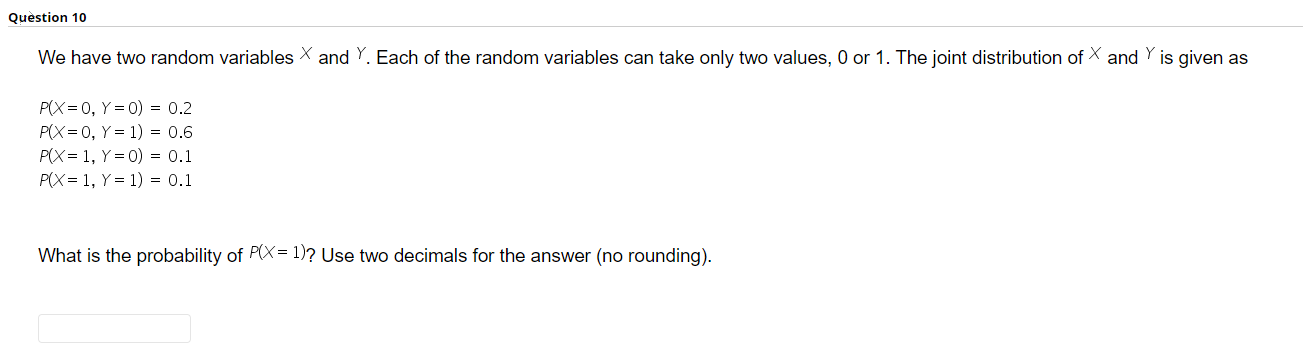 Question 10
We have two random variables X and Y. Each of the random variables can take only two values, 0 or 1. The joint distribution of X and Y is given as
P(X=0, Y=0) = 0.2
P(X=0, Y=1) = 0.6
P(X=1, Y=0) = 0.1
P(X=1, Y=1) = 0.1
What is the probability of P(X=1)? Use two decimals for the answer (no rounding).